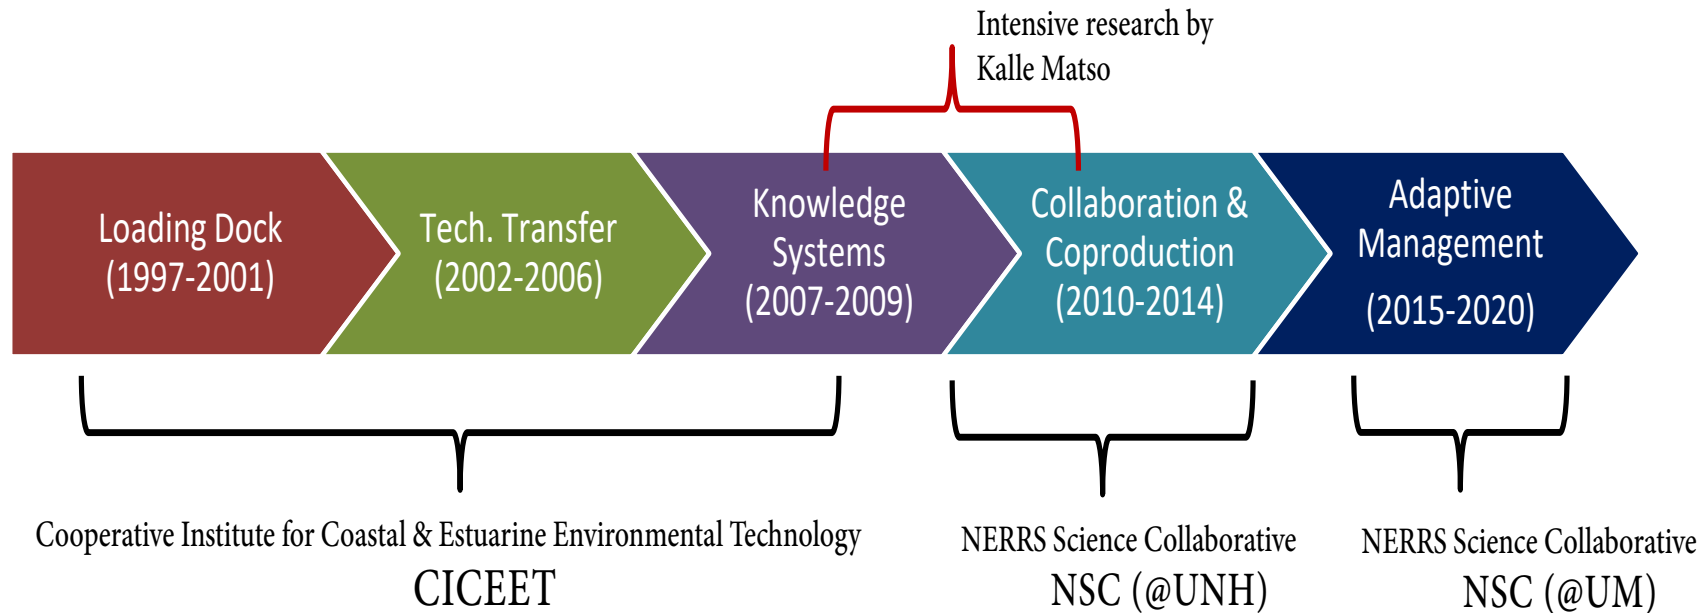 Intensive research by
Kalle Matso
Loading Dock
(1997-2001)
Tech. Transfer
(2002-2006)
Knowledge
Systems
(2007-2009)
Collaboration &
Coproduction
(2010-2014)
Adaptive
Management
(2015-2020)
Cooperative Institute for Coastal & Estuarine Environmental Technology
CICEET
NERRS Science Collaborative
NSC (@UNH)
NERRS Science Collaborative
NSC (@UM)